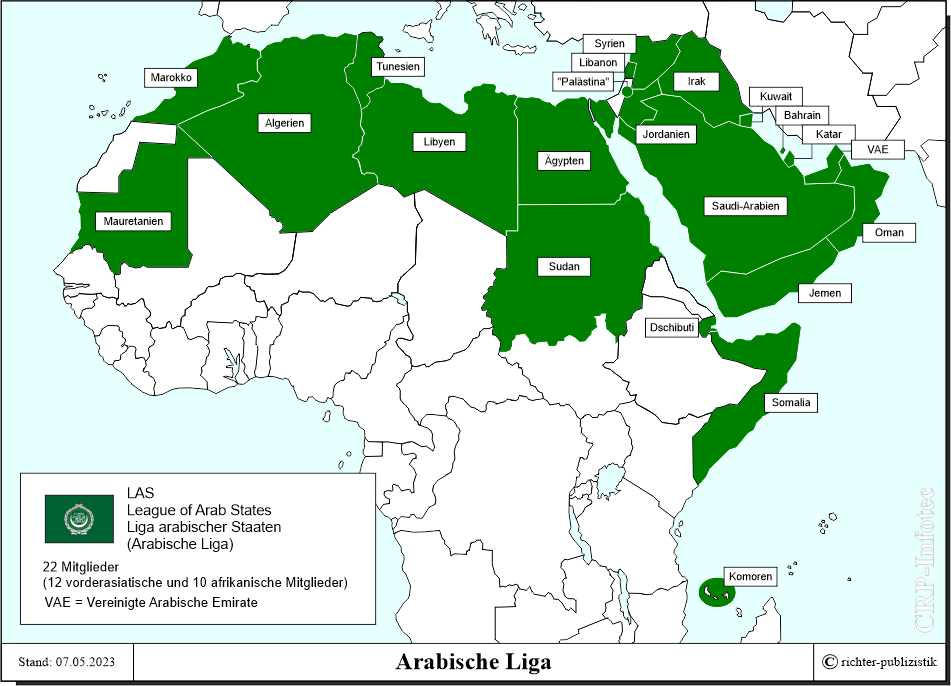 Syrien
Libanon
"Palästina"
Tunesien
Marokko
Irak
Kuwait
Bahrain
Katar
VAE
Algerien
Libyen
Jordanien
Ägypten
Saudi-Arabien
Mauretanien
Oman
Sudan
Jemen
Dschibuti
Somalia
Komoren
LAS
League of Arab States
Liga arabischer Staaten
(Arabische Liga)
22 Mitglieder
(12 vorderasiatische und 10 afrikanische Mitglieder)
VAE = Vereinigte Arabische Emirate
CRP-Infotec
Stand: 07.05.2023
Arabische Liga
© richter-publizistik